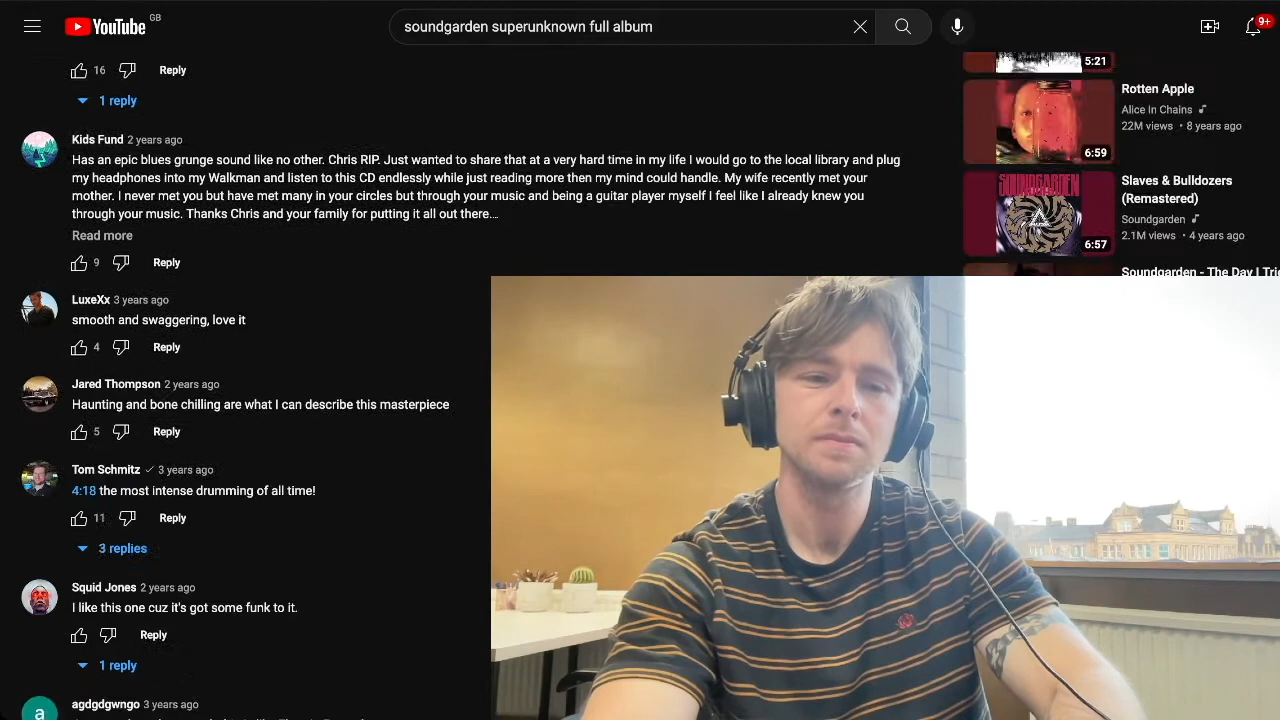 YouTube GB
soundgarden superunknown full album
9+
16 Reply
1 reply
5:21
Rotten Apple
Alice In Chains
22M views • 8 years ago
6:59
Kids Fund 2 years ago
Has an epic blues grunge sound like no other. Chris RIP. Just wanted to share that at a very hard time in my life I would go to the local library and plug
my headphones into my Walkman and listen to this CD endlessly while just reading more then my mind could handle. My wife recently met your
mother. I never met you but have met many in your circles but through your music and being a guitar player myself I feel like I already knew you
through your music. Thanks Chris and your family for putting it all out there...
Read more
9 Reply
SOUNDGARDEN
Slaves & Bulldozers
(Remastered)
Soundgarden
2.1M views • 4 years ago
6:57
Soundgarden - The Day I Tri
LuxeXx 3 years ago
smooth and swaggering, love it
4 Reply
Jared Thompson 2 years ago
Haunting and bone chilling are what I can describe this masterpiece
5 Reply
Tom Schmitz 3 years ago
4:18 the most intense drumming of all time!
11 Reply
3 replies
Squid Jones 2 years ago
I like this one cuz it's got some funk to it.
Reply
1 reply
a
agdgdgwngo 3 years ago